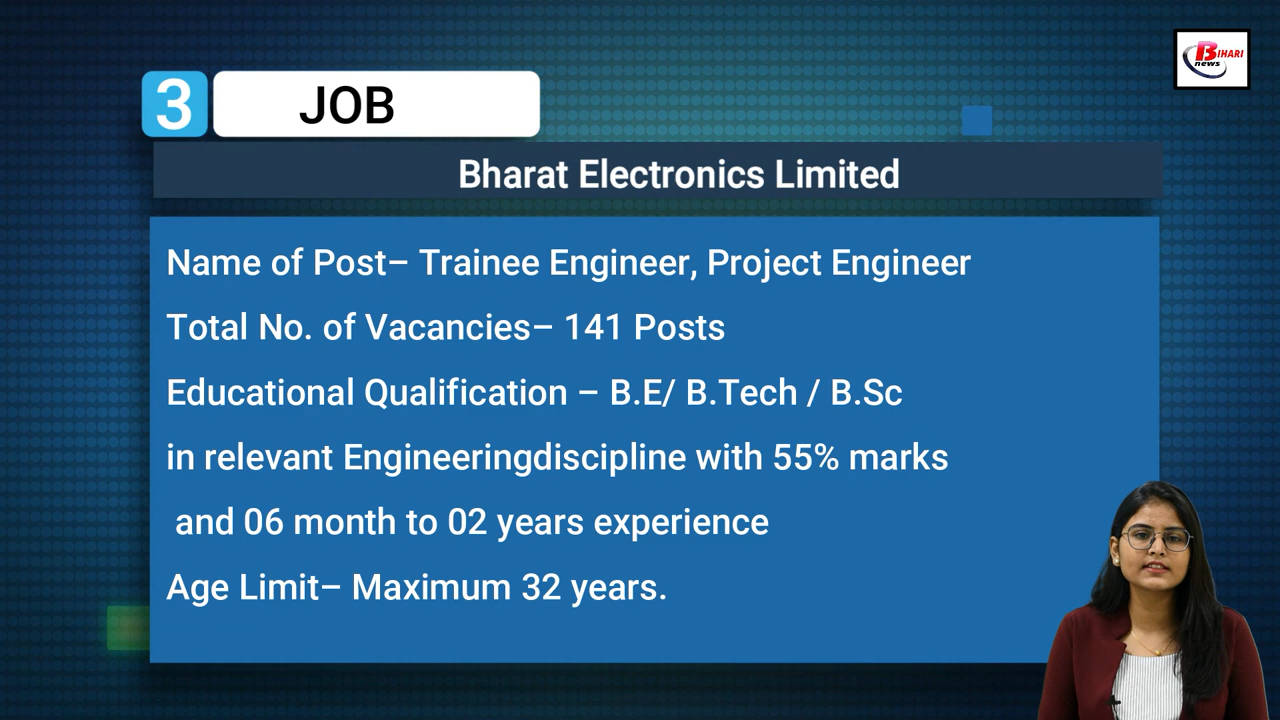 BIHARI
news
3 JOB
Bharat Electronics Limited
Name of Post– Trainee Engineer, Project Engineer
Total No. of Vacancies– 141 Posts
Educational Qualification – B.E/ B.Tech / B.Sc
in relevant Engineeringdiscipline with 55% marks
and 06 month to 02 years experience
Age Limit– Maximum 32 years.